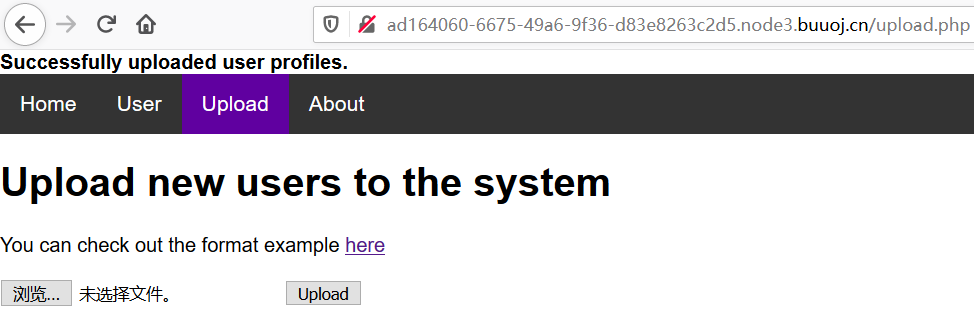 ad164060-6675-49a6-9f36-d83e8263c2d5.node3.buuoj.cn/upload.php
Successfully uploaded user profiles.
Home User Upload About
Upload new users to the system
You can check out the format example here
浏览... 未选择文件。 Upload